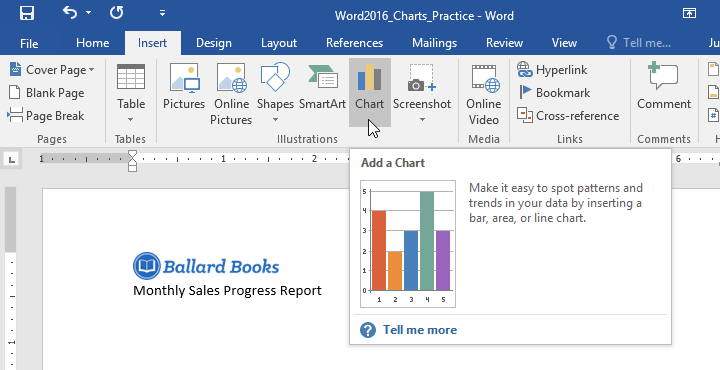 Word2016_Charts_Practice - Word
File Home Insert Design Layout References Mailings Review View Tell me... Ju
Cover Page
Blank Page
Page Break
Pages
Table
Tables
Pictures
Online
Pictures
Shapes
SmartArt
Chart
Screenshot
Illustrations
Online
Video
Media
Hyperlink
Bookmark
Cross-reference
Links
Comment
Comments
H
1 1 2 6
Add a Chart
5
4
3
2
1
0
1 2 3 4 5
Make it easy to spot patterns and
trends in your data by inserting a
bar, area, or line chart.
? Tell me more
Ballard Books
Monthly Sales Progress Report
1